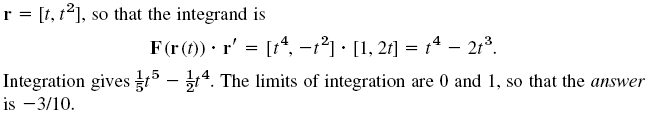 r = [t, t²], so that the integrand is
F(r(t)) · r′ = [t⁴, −t²] · [1, 2t] = t⁴ − 2t³.
Integration gives ⅕t⁵ − ½t⁴. The limits of integration are 0 and 1, so that the answer
is −3/10.